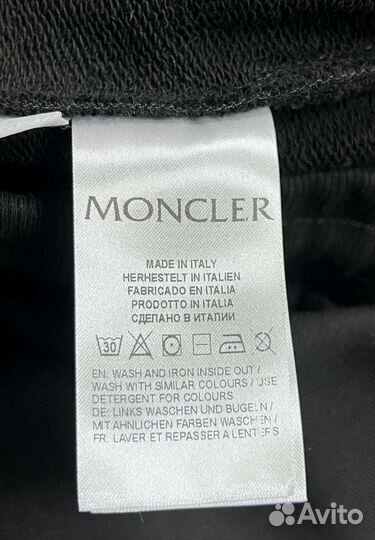 MONCLER
MADE IN ITALY
HERHESTELT IN ITALIEN
FABRICADO EN ITALIA
PRODOTTO IN ITALIA
СДЕЛАНО В ИТАЛИИ
30
EN: WASH AND IRON INSIDE OUT /
WASH WITH SIMILAR COLOURS / USE
DETERGENT FOR COLOURS
DE: LINKS WASCHEN UND BUGELN /
MIT AHNLICHEN FARBEN WASCHEN /
FR: LAVER ET REPASSER A
Avito